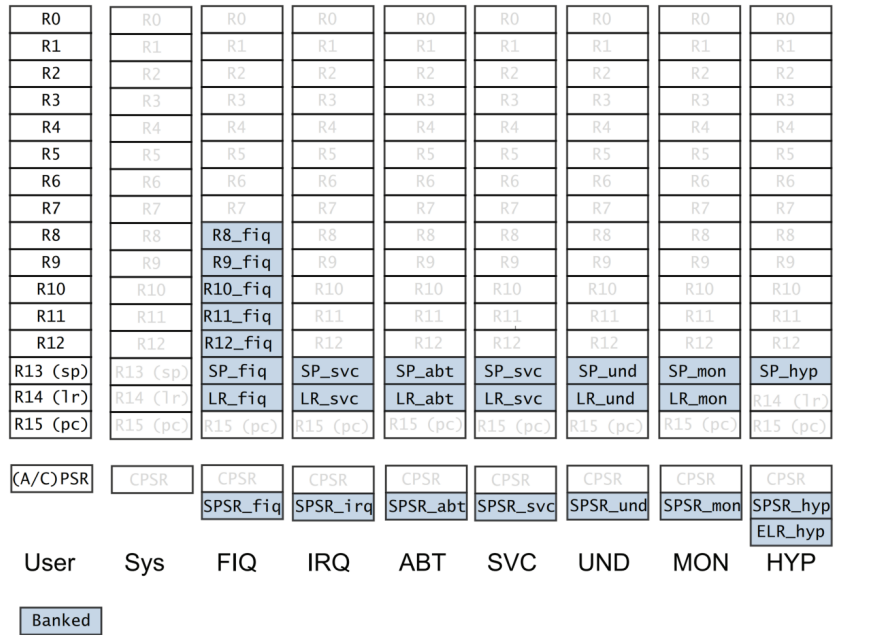 R0 R0 R0 R0 R0 R0 R0 R0 R0
R1 R1 R1 R1 R1 R1 R1 R1 R1
R2 R2 R2 R2 R2 R2 R2 R2 R2
R3 R3 R3 R3 R3 R3 R3 R3 R3
R4 R4 R4 R4 R4 R4 R4 R4 R4
R5 R5 R5 R5 R5 R5 R5 R5 R5
R6 R6 R6 R6 R6 R6 R6 R6 R6
R7 R7 R7 R7 R7 R7 R7 R7 R7
R8 R8 R8_fiq R8 R8 R8 R8 R8 R8
R9 R9 R9_fiq R9 R9 R9 R9 R9 R9
R10 R10 R10_fiq R10 R10 R10 R10 R10 R10
R11 R11 R11_fiq R11 R11 R11 R11 R11 R11
R12 R12 R12_fiq R12 R12 R12 R12 R12 R12
R13 (sp) R13 (sp) SP_fiq SP_svc SP_abt SP_svc SP_und SP_mon SP_hyp
R14 (lr) R14 (lr) LR_fiq LR_svc LR_abt LR_svc LR_und LR_mon R14 (lr)
R15 (pc) R15 (pc) R15 (pc) R15 (pc) R15 (pc) R15 (pc) R15 (pc) R15 (pc) R15 (pc)
(A/C)PSR CPSR CPSR CPSR CPSR CPSR CPSR CPSR CPSR
SPSR_fiq SPSR_irq SPSR_abt SPSR_svc SPSR_und SPSR_mon SPSR_hyp
ELR_hyp
User Sys FIQ IRQ ABT SVC UND MON HYP
Banked